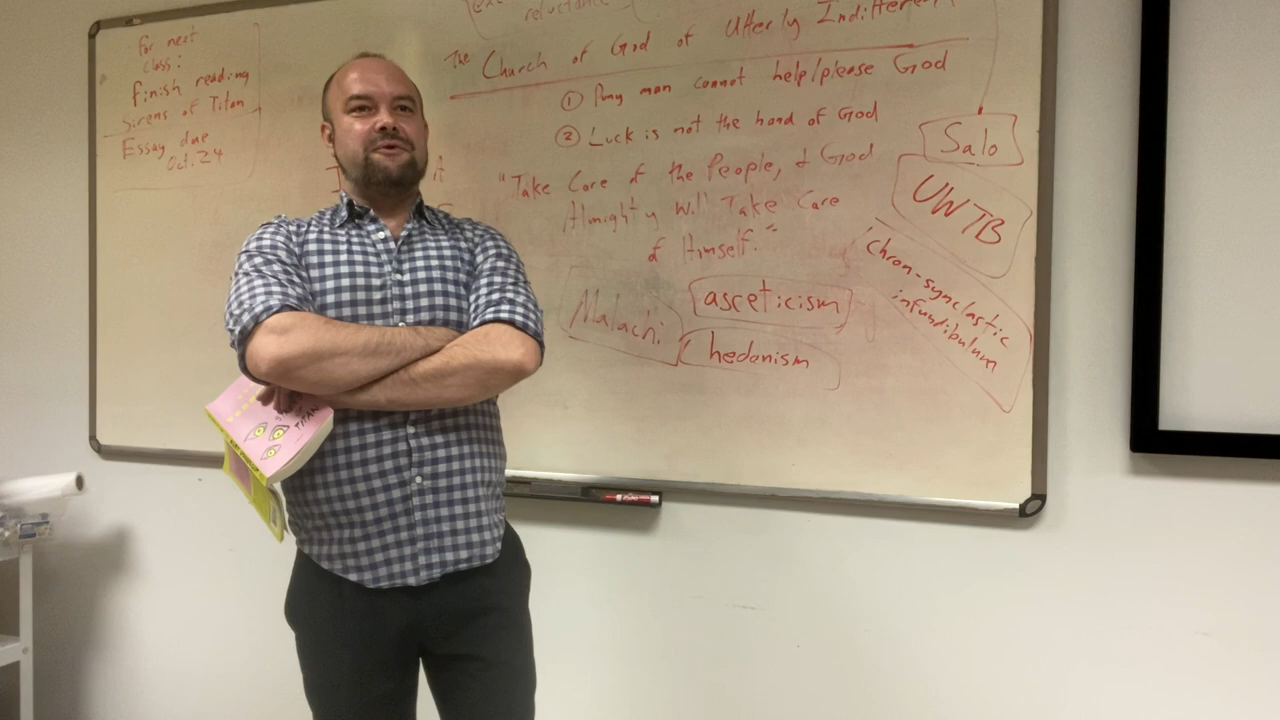 for next
class:
finish reading
Sirens of Titan
Essay due
Oct. 24
reluctance
The Church of God of Utterly Indifferent
① Puny man cannot help/please God
② Luck is not the hand of God
"Take Care of the People, & God
Almighty Will Take Care
of Himself."
Malachi
asceticism
hedonism
Salo
UWTB
chron-synclastic
infundibulum
TITAN